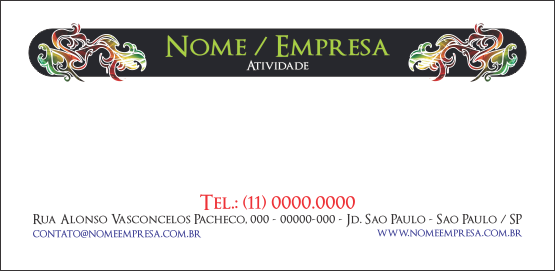 Nome / Empresa
Atividade
Tel.: (11) 0000.0000
Rua Alonso Vasconcelos Pacheco, 000 - 00000-000 - Jd. Sao Paulo - Sao Paulo / SP
contato@nomeempresa.com.br www.nomeempresa.com.br